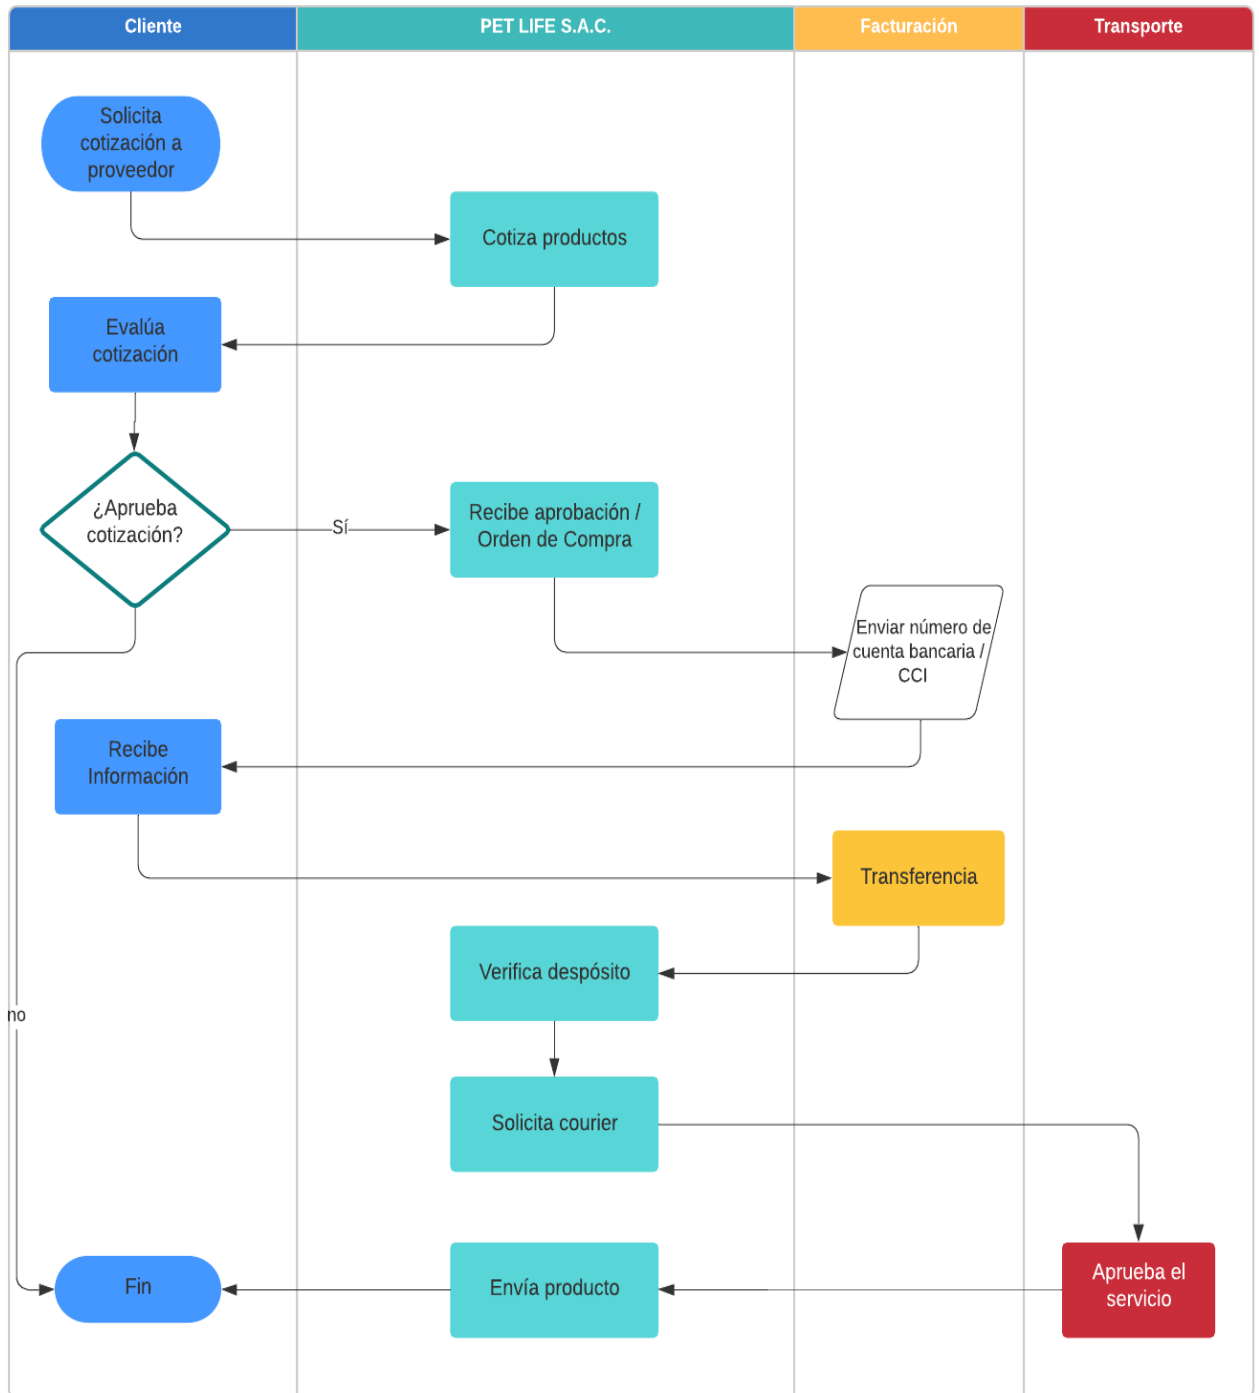 Cliente
PET LIFE S.A.C.
Facturación
Transporte
Solicita
cotización a
proveedor
Cotiza productos
Evalúa
cotización
¿Aprueba
cotización?
Sí
Recibe aprobación /
Orden de Compra
Enviar número de
cuenta bancaria /
CCI
Recibe
Información
Transferencia
Verifica despósito
no
Solicita courier
Aprueba el
servicio
Envía producto
Fin